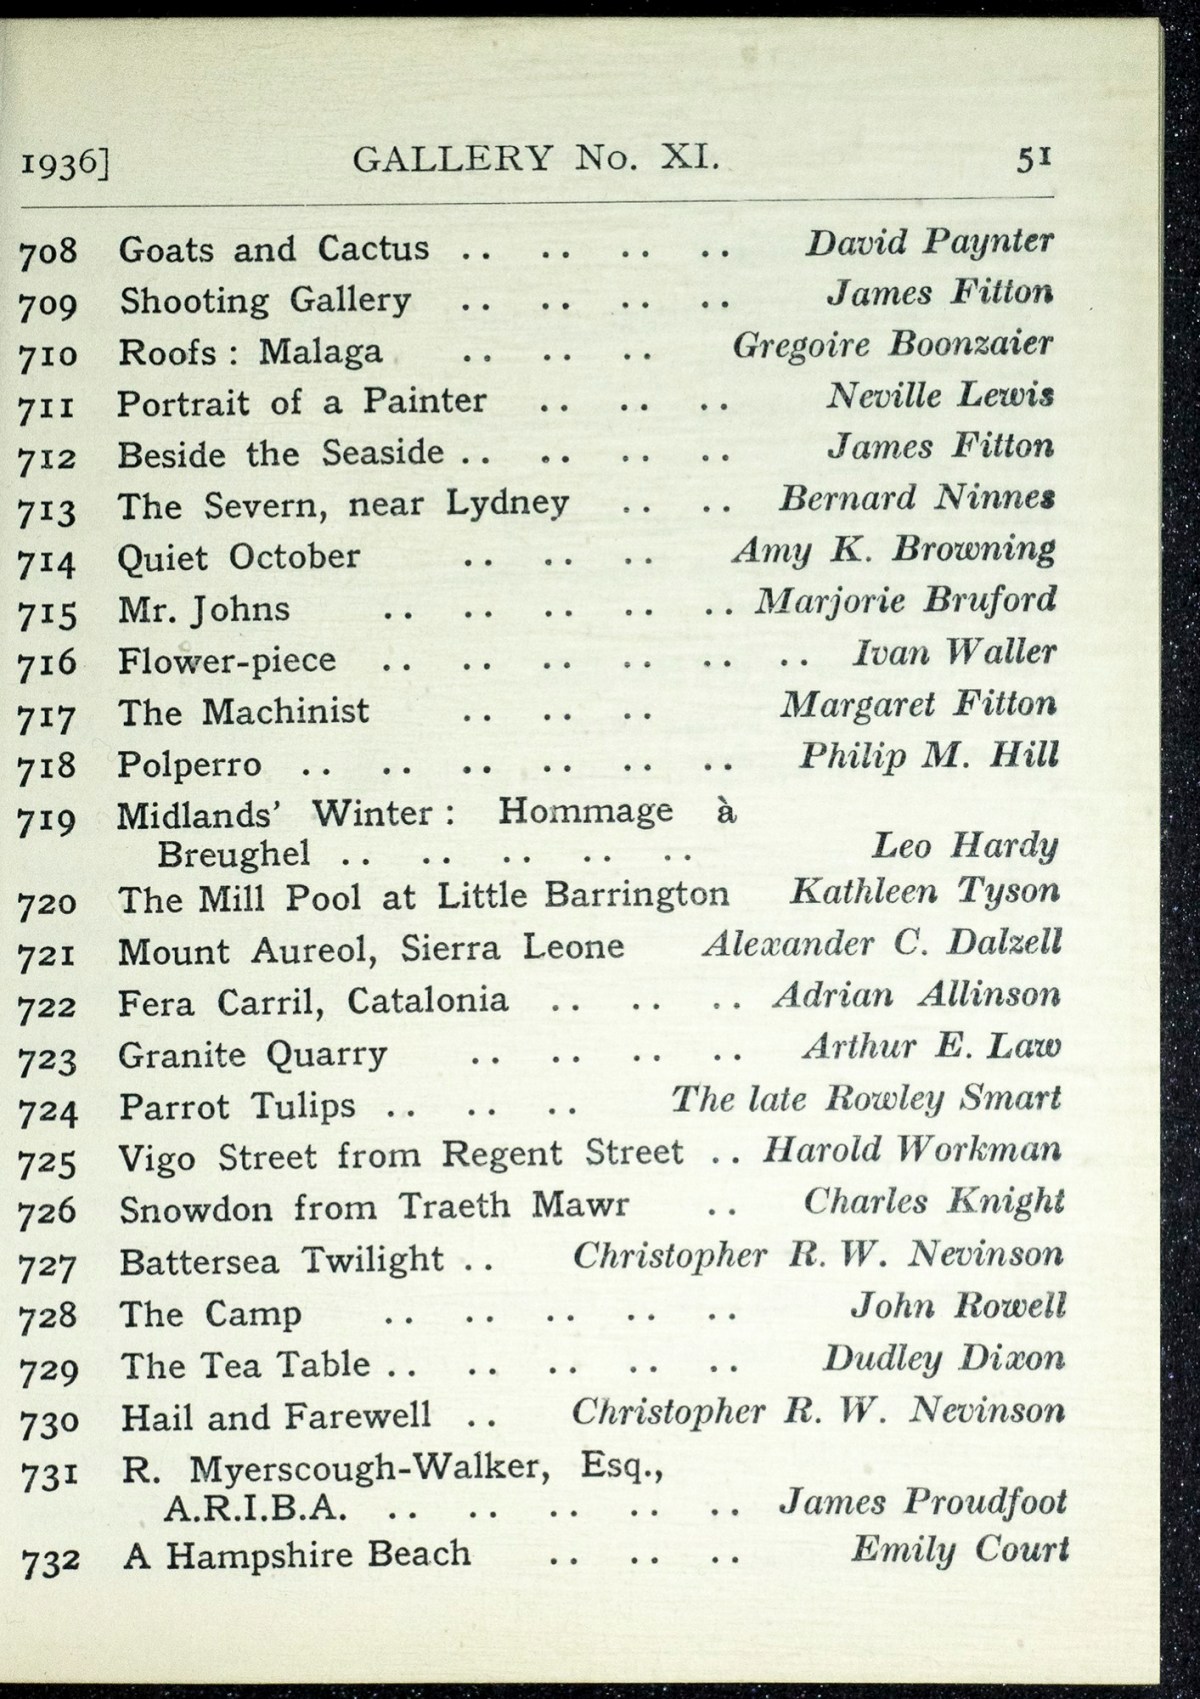 1936] GALLERY No. XI. 51
708 Goats and Cactus .. .. .. .. David Paynter
709 Shooting Gallery .. .. .. .. James Fitton
710 Roofs : Malaga .. .. .. Gregoire Boonzaier
711 Portrait of a Painter .. .. .. Neville Lewis
712 Beside the Seaside .. .. .. .. James Fitton
713 The Severn, near Lydney .. .. Bernard Ninnes
714 Quiet October .. .. .. Amy K. Browning
715 Mr. Johns .. .. .. .. .. Marjorie Bruford
716 Flower-piece .. .. .. .. .. .. Ivan Waller
717 The Machinist .. .. .. Margaret Fitton
718 Polperro .. .. .. .. .. .. Philip M. Hill
719 Midlands' Winter : Hommage à
Breughel .. .. .. .. .. Leo Hardy
720 The Mill Pool at Little Barrington Kathleen Tyson
721 Mount Aureol, Sierra Leone Alexander C. Dalzell
722 Fera Carril, Catalonia .. .. .. Adrian Allinson
723 Granite Quarry .. .. .. .. Arthur E. Law
724 Parrot Tulips .. .. .. The late Rowley Smart
725 Vigo Street from Regent Street .. Harold Workman
726 Snowdon from Traeth Mawr .. Charles Knight
727 Battersea Twilight .. Christopher R. W. Nevinson
728 The Camp .. .. .. .. .. John Rowell
729 The Tea Table .. .. .. .. .. Dudley Dixon
730 Hail and Farewell .. Christopher R. W. Nevinson
731 R. Myerscough-Walker, Esq.,
A.R.I.B.A. .. .. .. .. .. James Proudfoot
732 A Hampshire Beach .. .. .. Emily Court